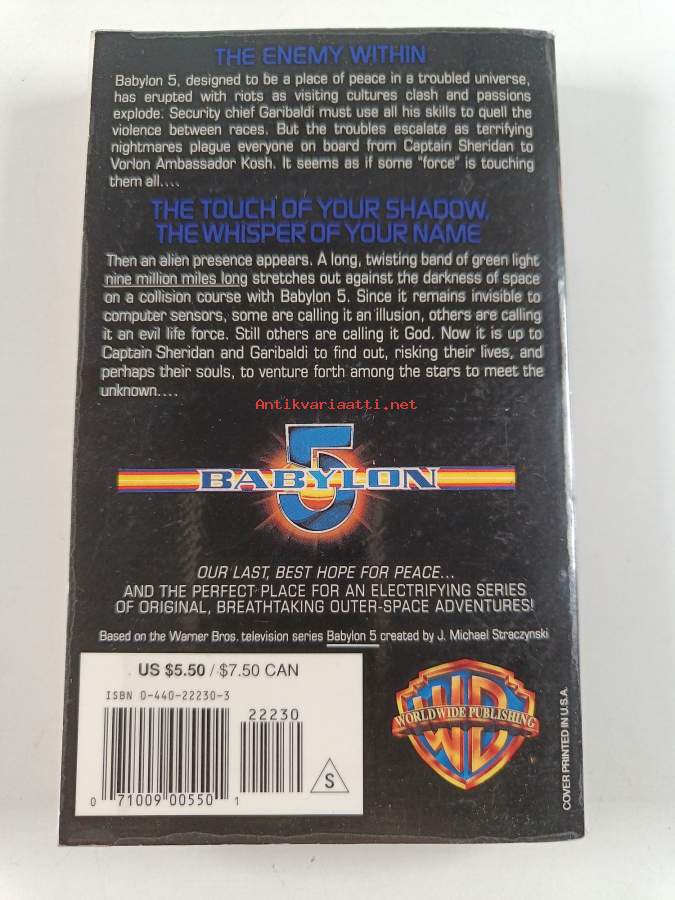 THE ENEMY WITHIN
Babylon 5, designed to be a place of peace in a troubled universe,
has erupted with riots as visiting cultures clash and passions
explode. Security chief Garibaldi must use all his skills to quell the
violence between races. But the troubles escalate as terrifying
nightmares plague everyone on board from Captain Sheridan to
Vorlon Ambassador Kosh. It seems as if some "force" is touching
them all....
THE TOUCH OF YOUR SHADOW,
THE WHISPER OF YOUR NAME
Then an alien presence appears. A long, twisting band of green light
nine million miles long stretches out against the darkness of space
on a collision course with Babylon 5. Since it remains invisible to
computer sensors, some are calling it an illusion, others are calling
it an evil life force. Still others are calling it God. Now it is up to
Captain Sheridan and Garibaldi to find out, risking their lives, and
perhaps their souls, to venture forth among the stars to meet the
unknown....
Antikvariaatti.net
5
BABYLON
OUR LAST, BEST HOPE FOR PEACE...
AND THE PERFECT PLACE FOR AN ELECTRIFYING SERIES
OF ORIGINAL, BREATHTAKING OUTER-SPACE ADVENTURES!
Based on the Warner Bros. television series Babylon 5 created by J. Michael Straczynski
US $5.50 / $7.50 CAN
ISBN 0-440-22230-3
22230
0 71009 00550 1
S
WB
WORLDWIDE PUBLISHING
COVER PRINTED IN U.S.A.